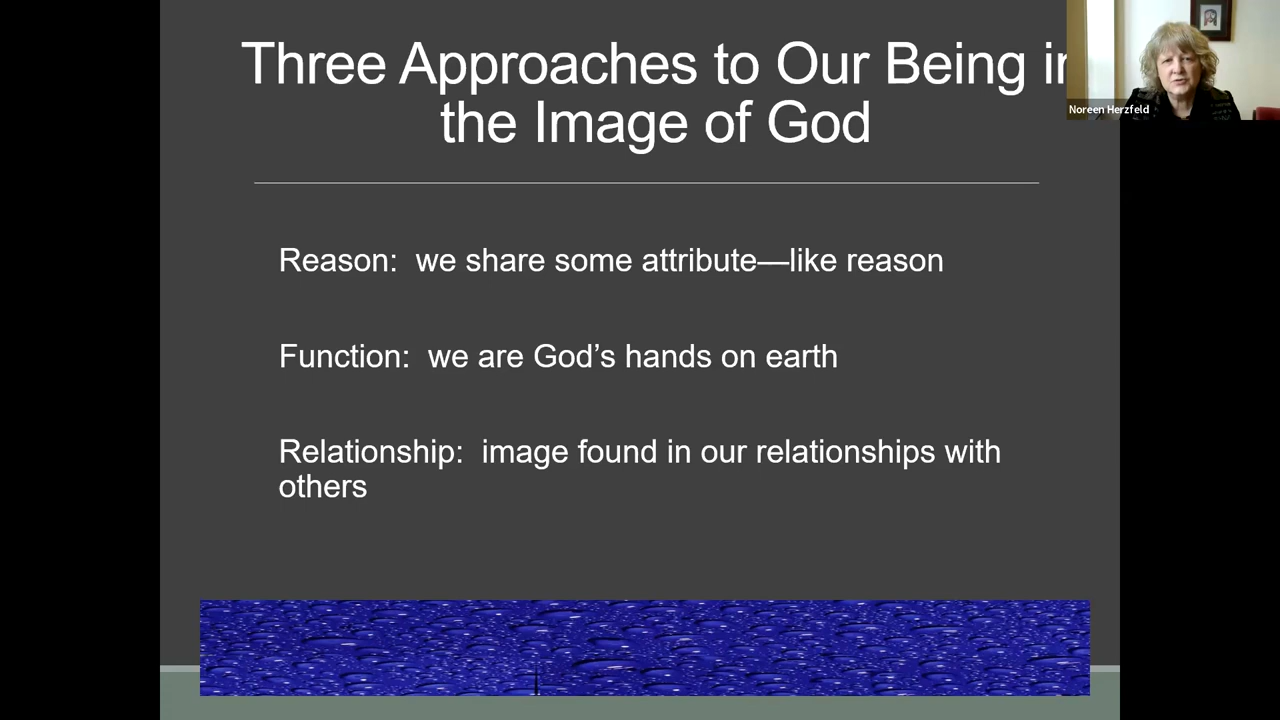 Three Approaches to Our Being in
the Image of God
Noreen Herzfeld
Reason:  we share some attribute—like reason
Function:  we are God’s hands on earth
Relationship:  image found in our relationships with
others